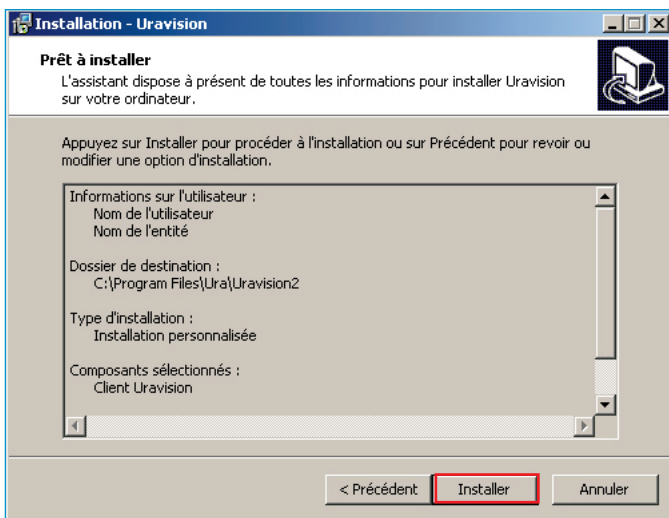 Installation - Uravision
Prêt à installer
L'assistant dispose à présent de toutes les informations pour installer Uravision
sur votre ordinateur.
Appuyez sur Installer pour procéder à l'installation ou sur Précédent pour revoir ou
modifier une option d'installation.
Informations sur l'utilisateur :
Nom de l'utilisateur
Nom de l'entité
Dossier de destination :
C:\Program Files\Ura\Uravision2
Type d'installation :
Installation personnalisée
Composants sélectionnés :
Client Uravision
< Précédent Installer Annuler